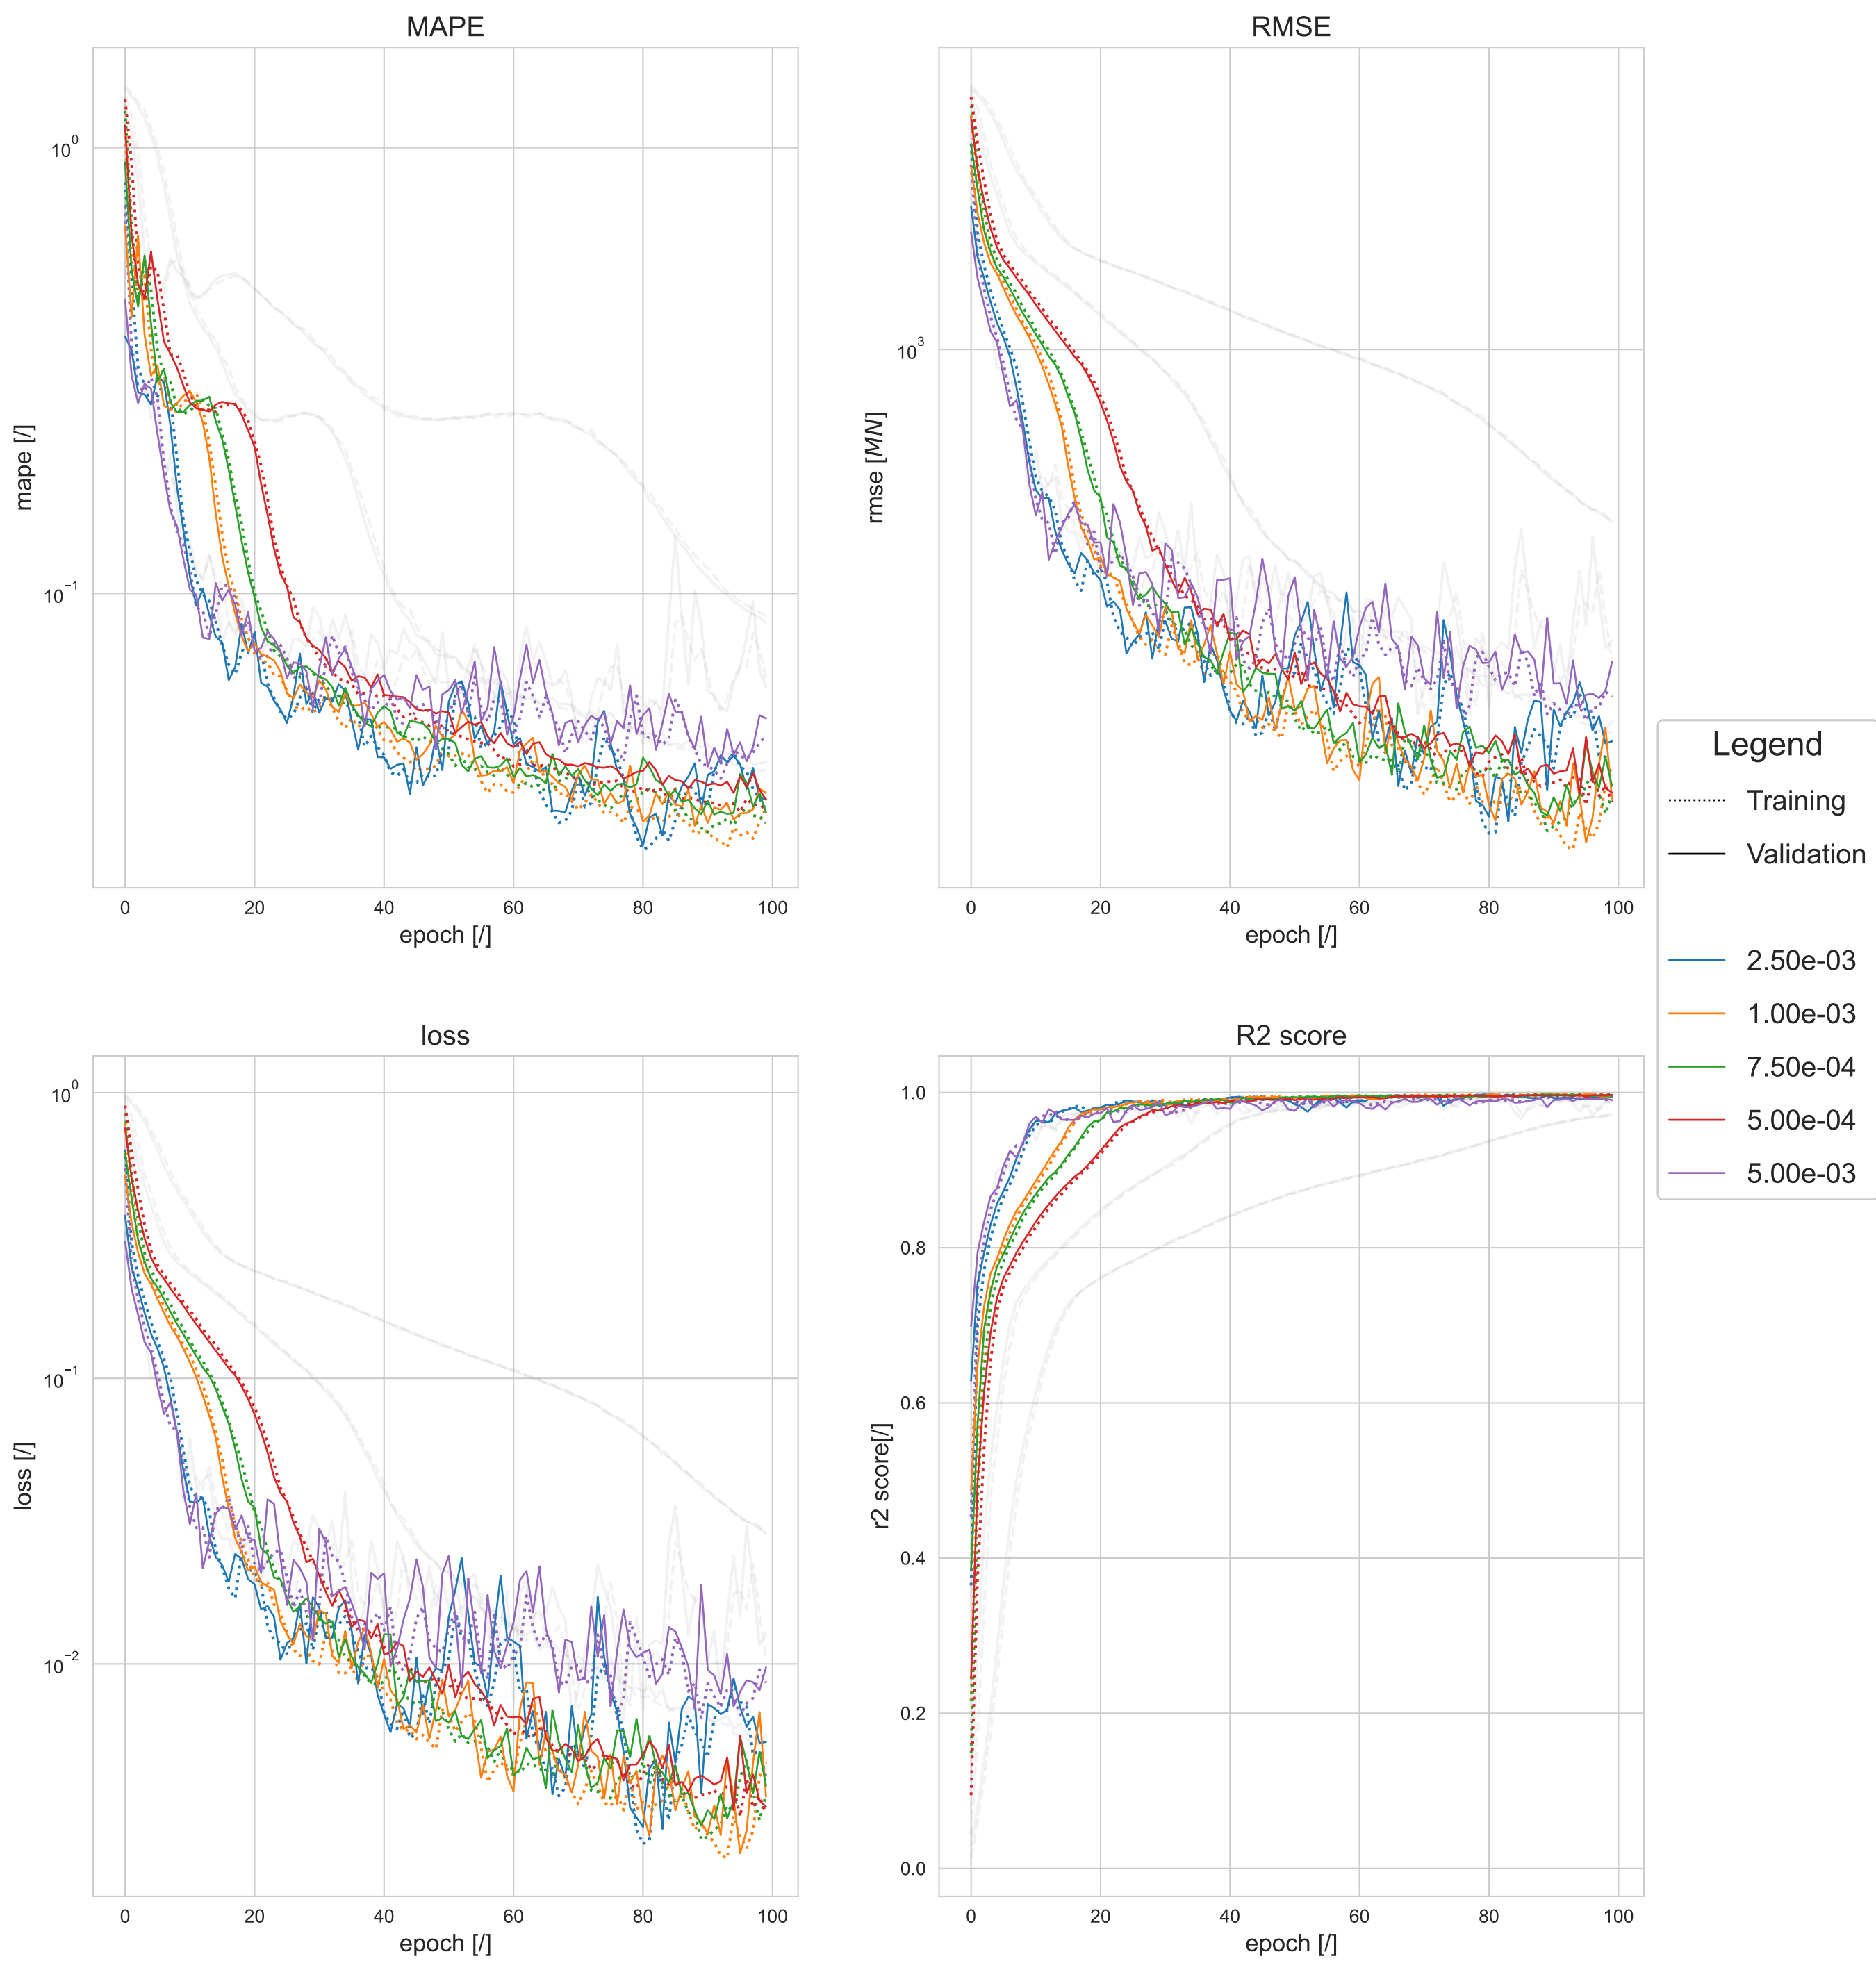 MAPE
10^0
10^−1
mape [/]
0 20 40 60 80 100
epoch [/]
RMSE
10^3
rmse [MN]
0 20 40 60 80 100
epoch [/]
Legend
Training
Validation
2.50e-03
1.00e-03
7.50e-04
5.00e-04
5.00e-03
loss
10^0
10^−1
10^−2
loss [/]
0 20 40 60 80 100
epoch [/]
R2 score
1.0
0.8
0.6
0.4
0.2
0.0
r2 score[/]
0 20 40 60 80 100
epoch [/]